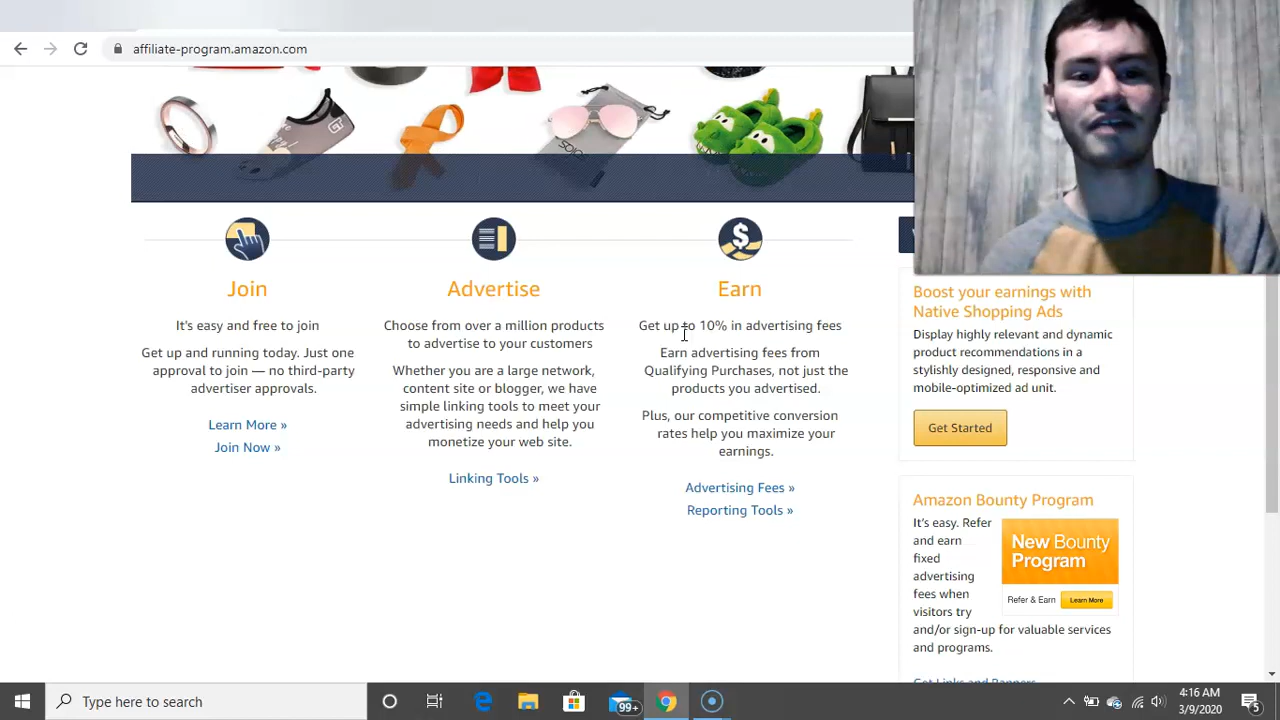 affiliate-program.amazon.com
Join
It's easy and free to join
Get up and running today. Just one
approval to join — no third-party
advertiser approvals.
Learn More »
Join Now »
Advertise
Choose from over a million products
to advertise to your customers
Whether you are a large network,
content site or blogger, we have
simple linking tools to meet your
advertising needs and help you
monetize your web site.
Linking Tools »
Earn
Get up to 10% in advertising fees
Earn advertising fees from
Qualifying Purchases, not just the
products you advertised.
Plus, our competitive conversion
rates help you maximize your
earnings.
Advertising Fees »
Reporting Tools »
Boost your earnings with
Native Shopping Ads
Display highly relevant and dynamic
product recommendations in a
stylishly designed, responsive and
mobile-optimized ad unit.
Get Started
Amazon Bounty Program
It's easy. Refer
and earn
fixed
advertising
fees when
visitors try
and/or sign-up for valuable services
and programs.
New Bounty
Program
Refer & Earn
Learn More
Get Links and Banners
Type here to search
99+
4:16 AM
3/9/2020
5